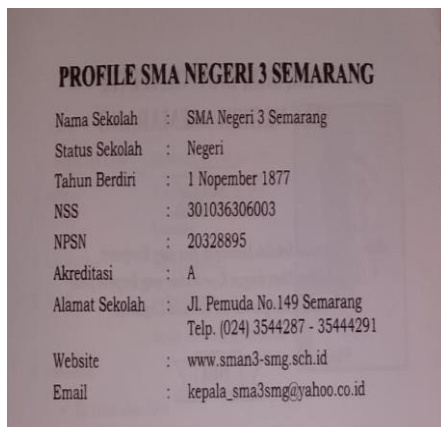 PROFILE SMA NEGERI 3 SEMARANG
Nama Sekolah : SMA Negeri 3 Semarang
Status Sekolah : Negeri
Tahun Berdiri : 1 Nopember 1877
NSS : 301036306003
NPSN : 20328895
Akreditasi : A
Alamat Sekolah : Jl. Pemuda No.149 Semarang
Telp. (024) 3544287 - 35444291
Website : www.sman3-smg.sch.id
Email : kepala_sma3smg@yahoo.co.id